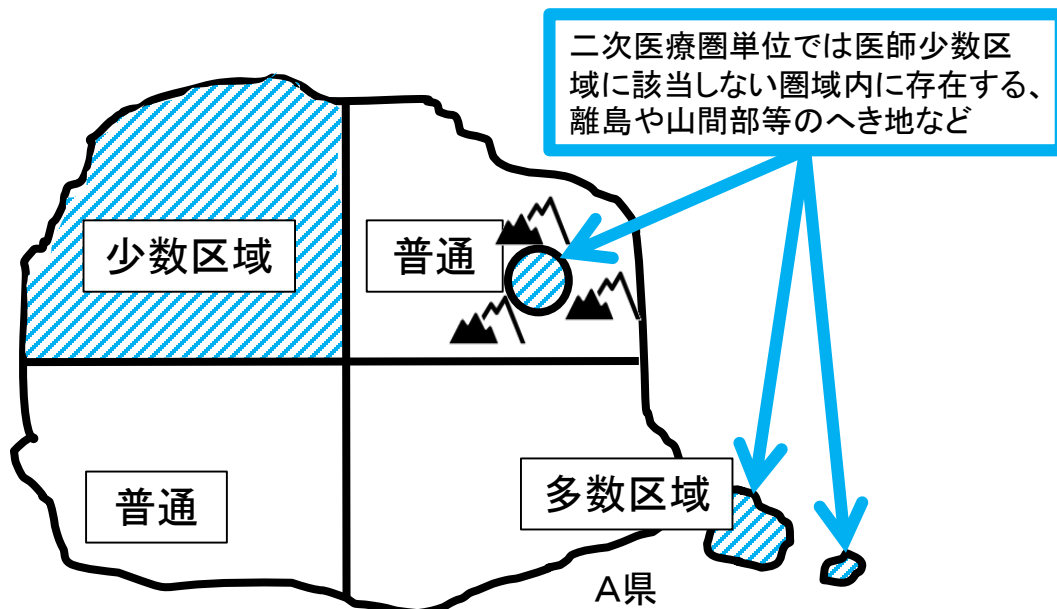 二次医療圏単位では医師少数区
域に該当しない圏域内に存在する、
離島や山間部等のへき地など
少数区域
普通
普通
多数区域
A県